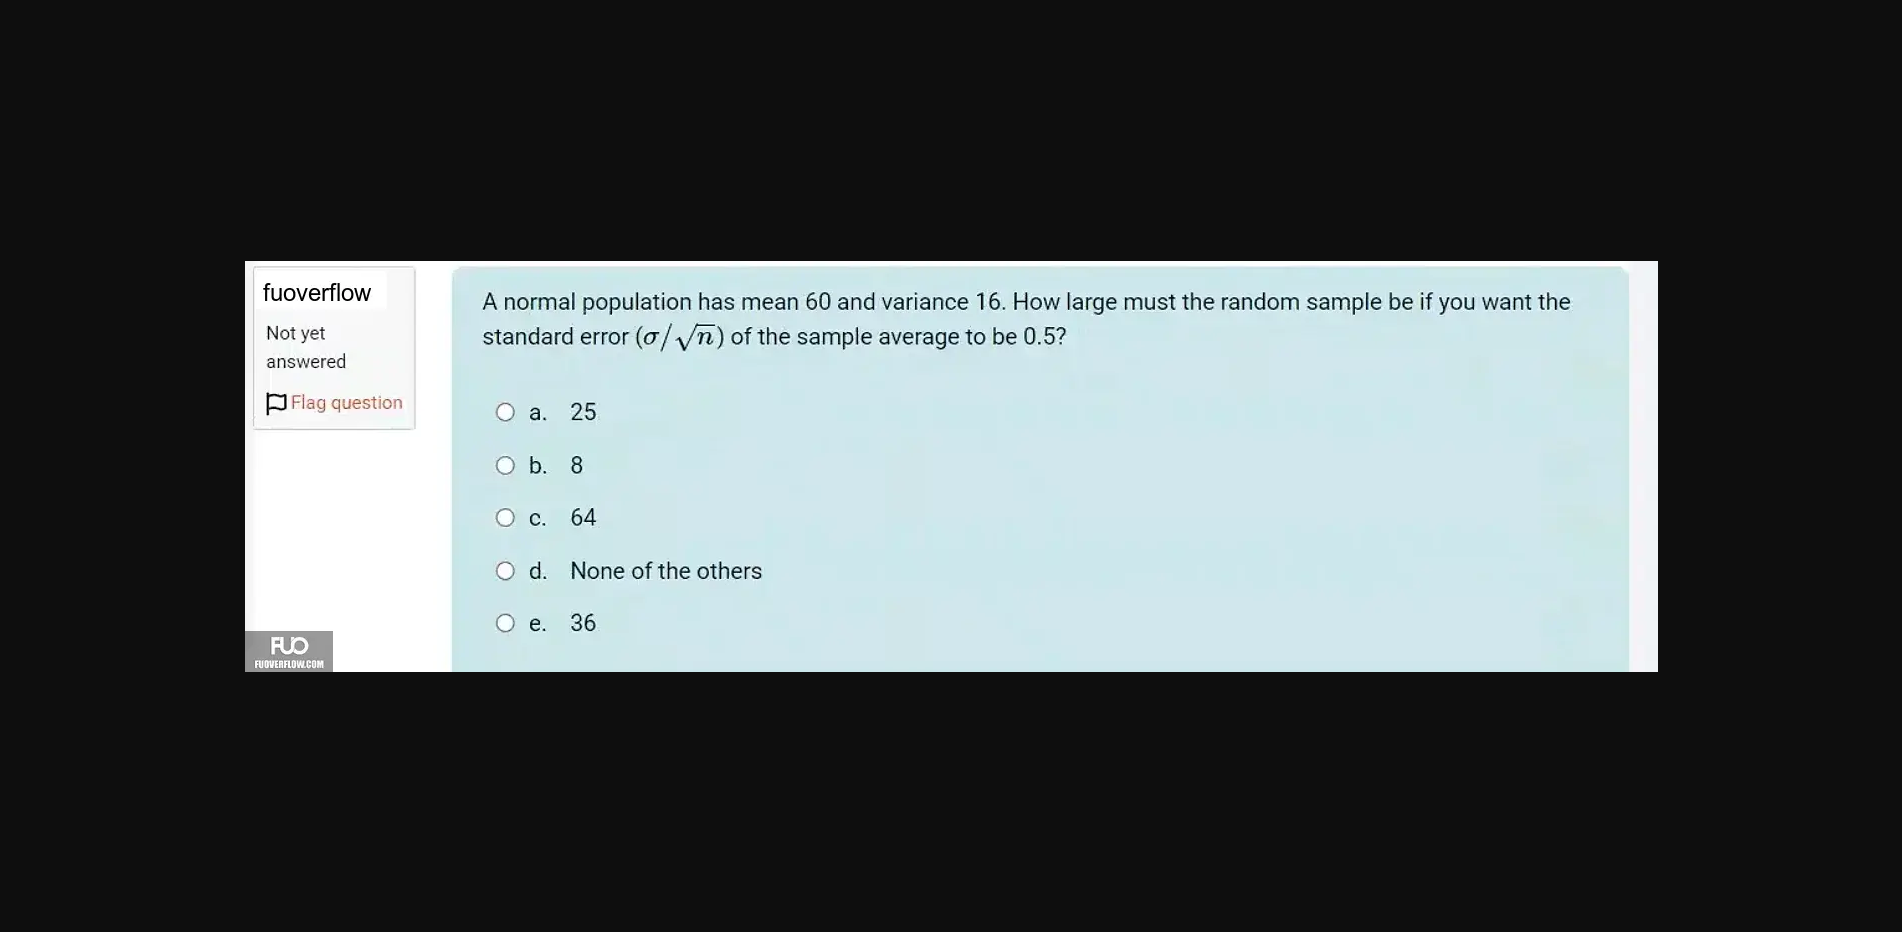 fuoverflow
Not yet
answered
Flag question
A normal population has mean 60 and variance 16. How large must the random sample be if you want the
standard error (σ/√n) of the sample average to be 0.5?
a. 25
b. 8
c. 64
d. None of the others
e. 36
FUO
FUOVERFLOW.COM